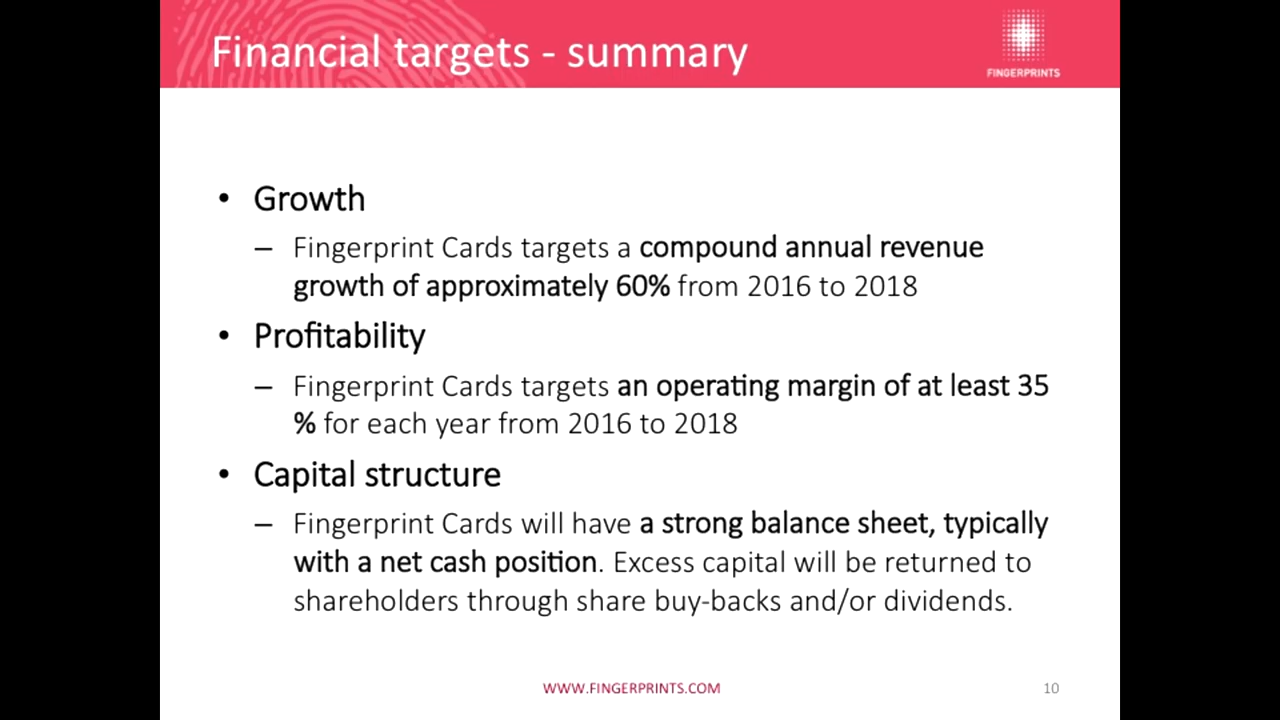 Financial targets - summary
FINGERPRINTS
• Growth
– Fingerprint Cards targets a compound annual revenue
growth of approximately 60% from 2016 to 2018
• Profitability
– Fingerprint Cards targets an operating margin of at least 35
% for each year from 2016 to 2018
• Capital structure
– Fingerprint Cards will have a strong balance sheet, typically
with a net cash position. Excess capital will be returned to
shareholders through share buy-backs and/or dividends.
WWW.FINGERPRINTS.COM
10